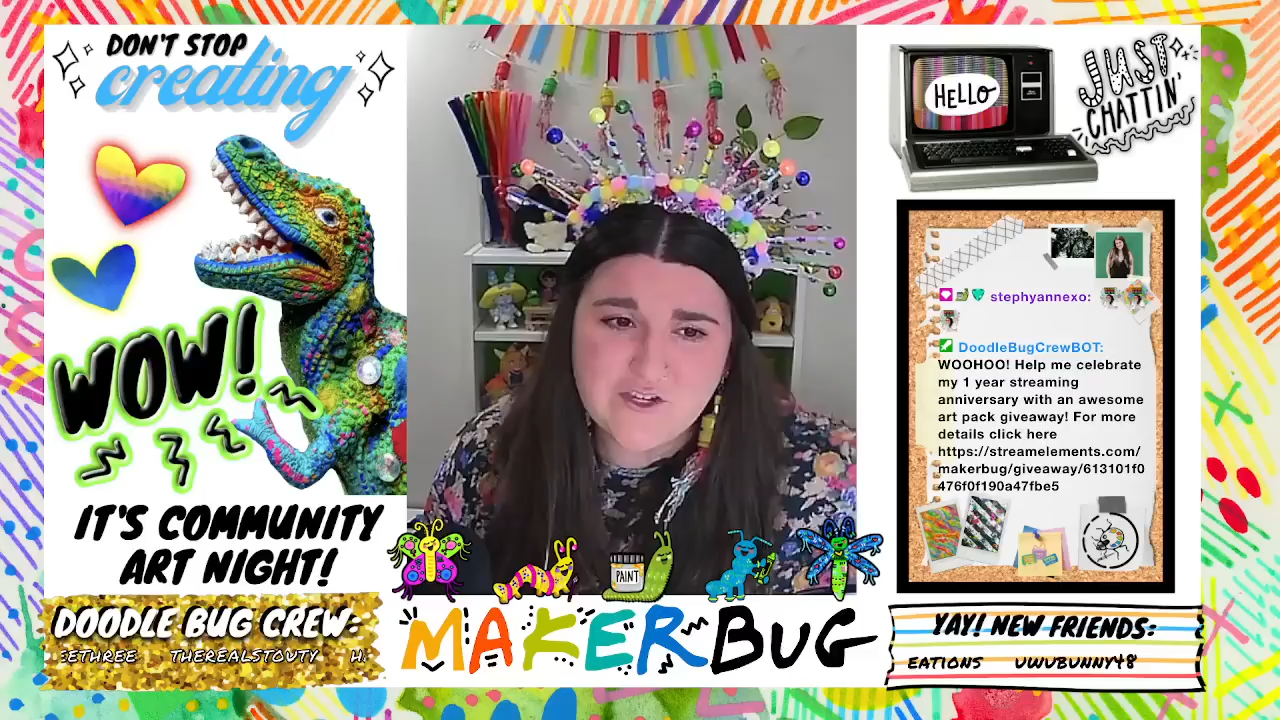 DON'T STOP
creating
WOW!
IT'S COMMUNITY
ART NIGHT!
DOODLE BUG CREW:
SETHREE THEREALSTOVTY H
PAINT
MAKERBUG
HELLO
JUST
CHATTIN'
stephyannexo:
DoodleBugCrewBOT:
WOOHOO! Help me celebrate
my 1 year streaming
anniversary with an awesome
art pack giveaway! For more
details click here
https://streamelements.com/
makerbug/giveaway/613101f0
476f0f190a47fbe5
YAY! NEW FRIENDS:
EATIONS UWUBUNNY48